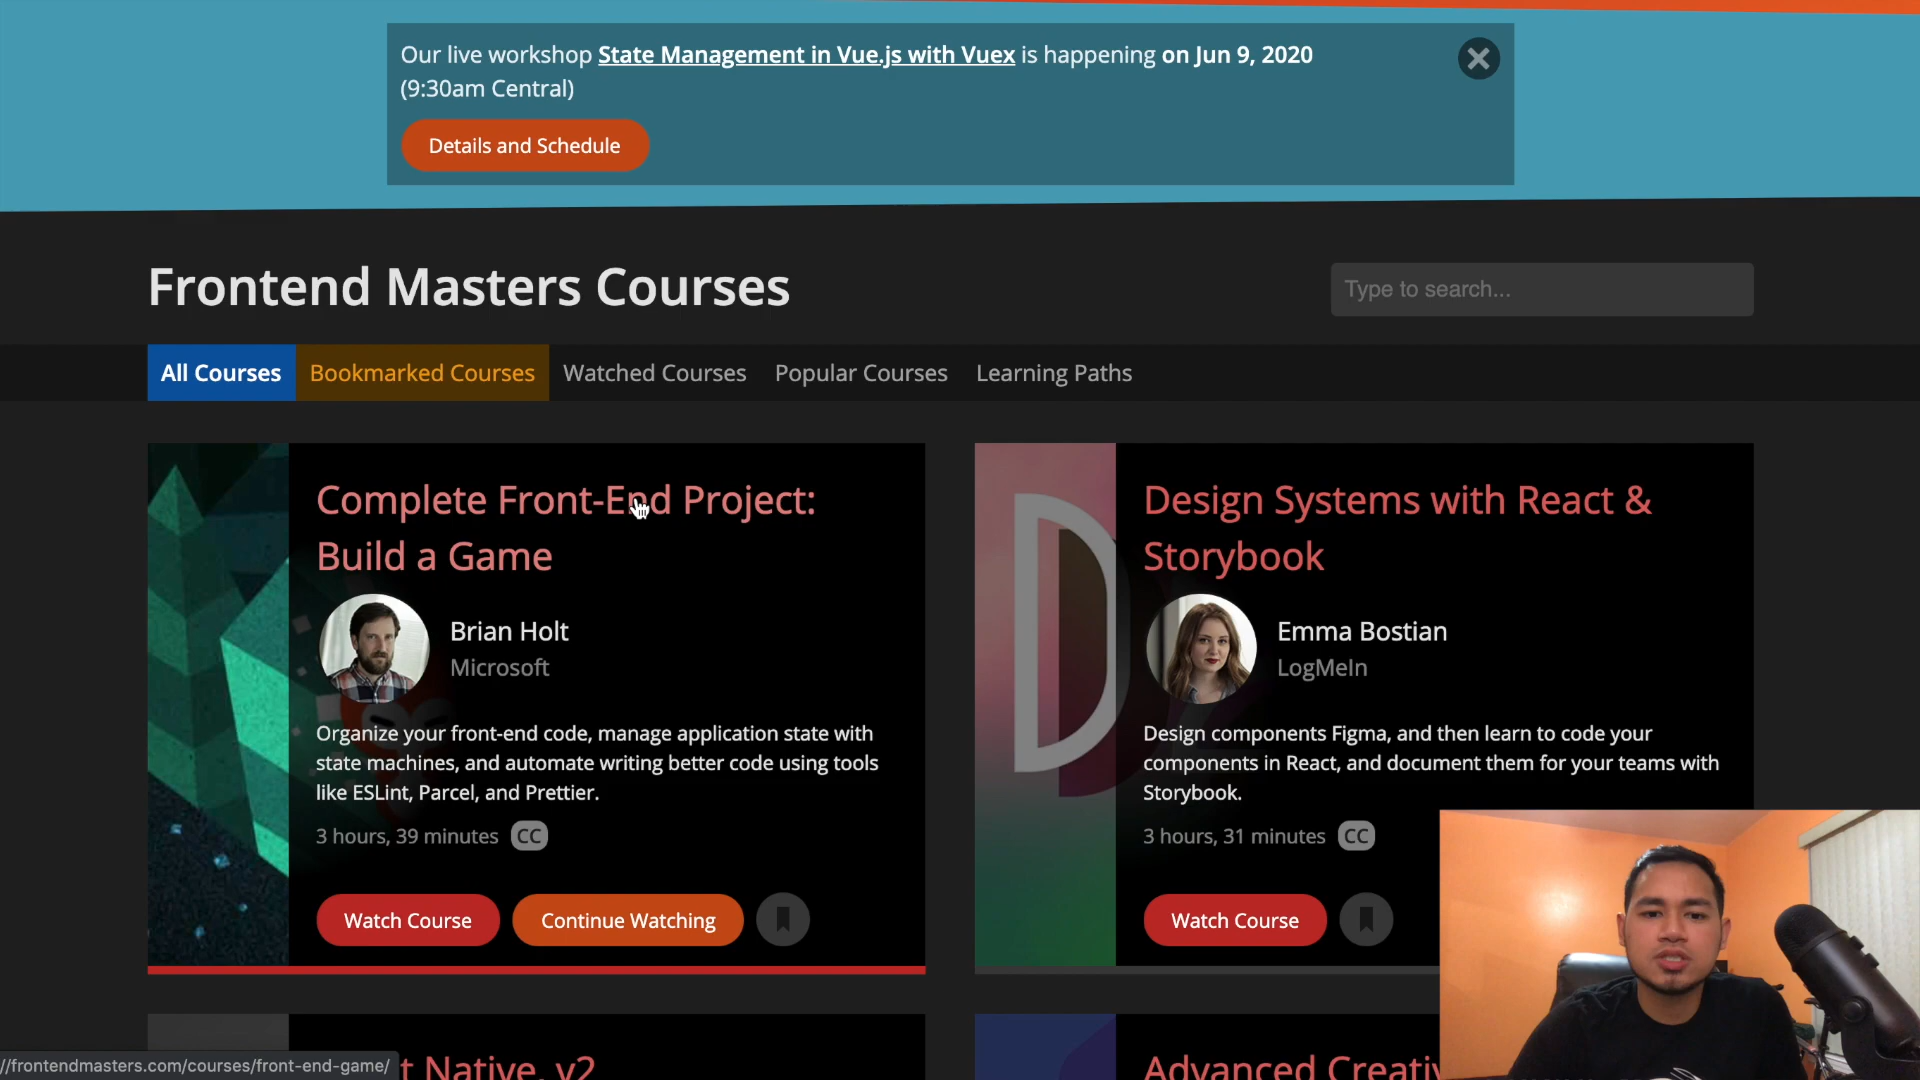 Our live workshop State Management in Vue.js with Vuex is happening on Jun 9, 2020
(9:30am Central)
Details and Schedule
Frontend Masters Courses
Type to search...
All Courses
Bookmarked Courses
Watched Courses
Popular Courses
Learning Paths
Complete Front-End Project:
Build a Game
Brian Holt
Microsoft
Organize your front-end code, manage application state with
state machines, and automate writing better code using tools
like ESLint, Parcel, and Prettier.
3 hours, 39 minutes CC
Watch Course
Continue Watching
Design Systems with React &
Storybook
Emma Bostian
LogMeIn
Design components Figma, and then learn to code your
components in React, and document them for your teams with
Storybook.
3 hours, 31 minutes CC
Watch Course
t Native, v2
Advanced Creativ
//frontendmasters.com/courses/front-end-game/